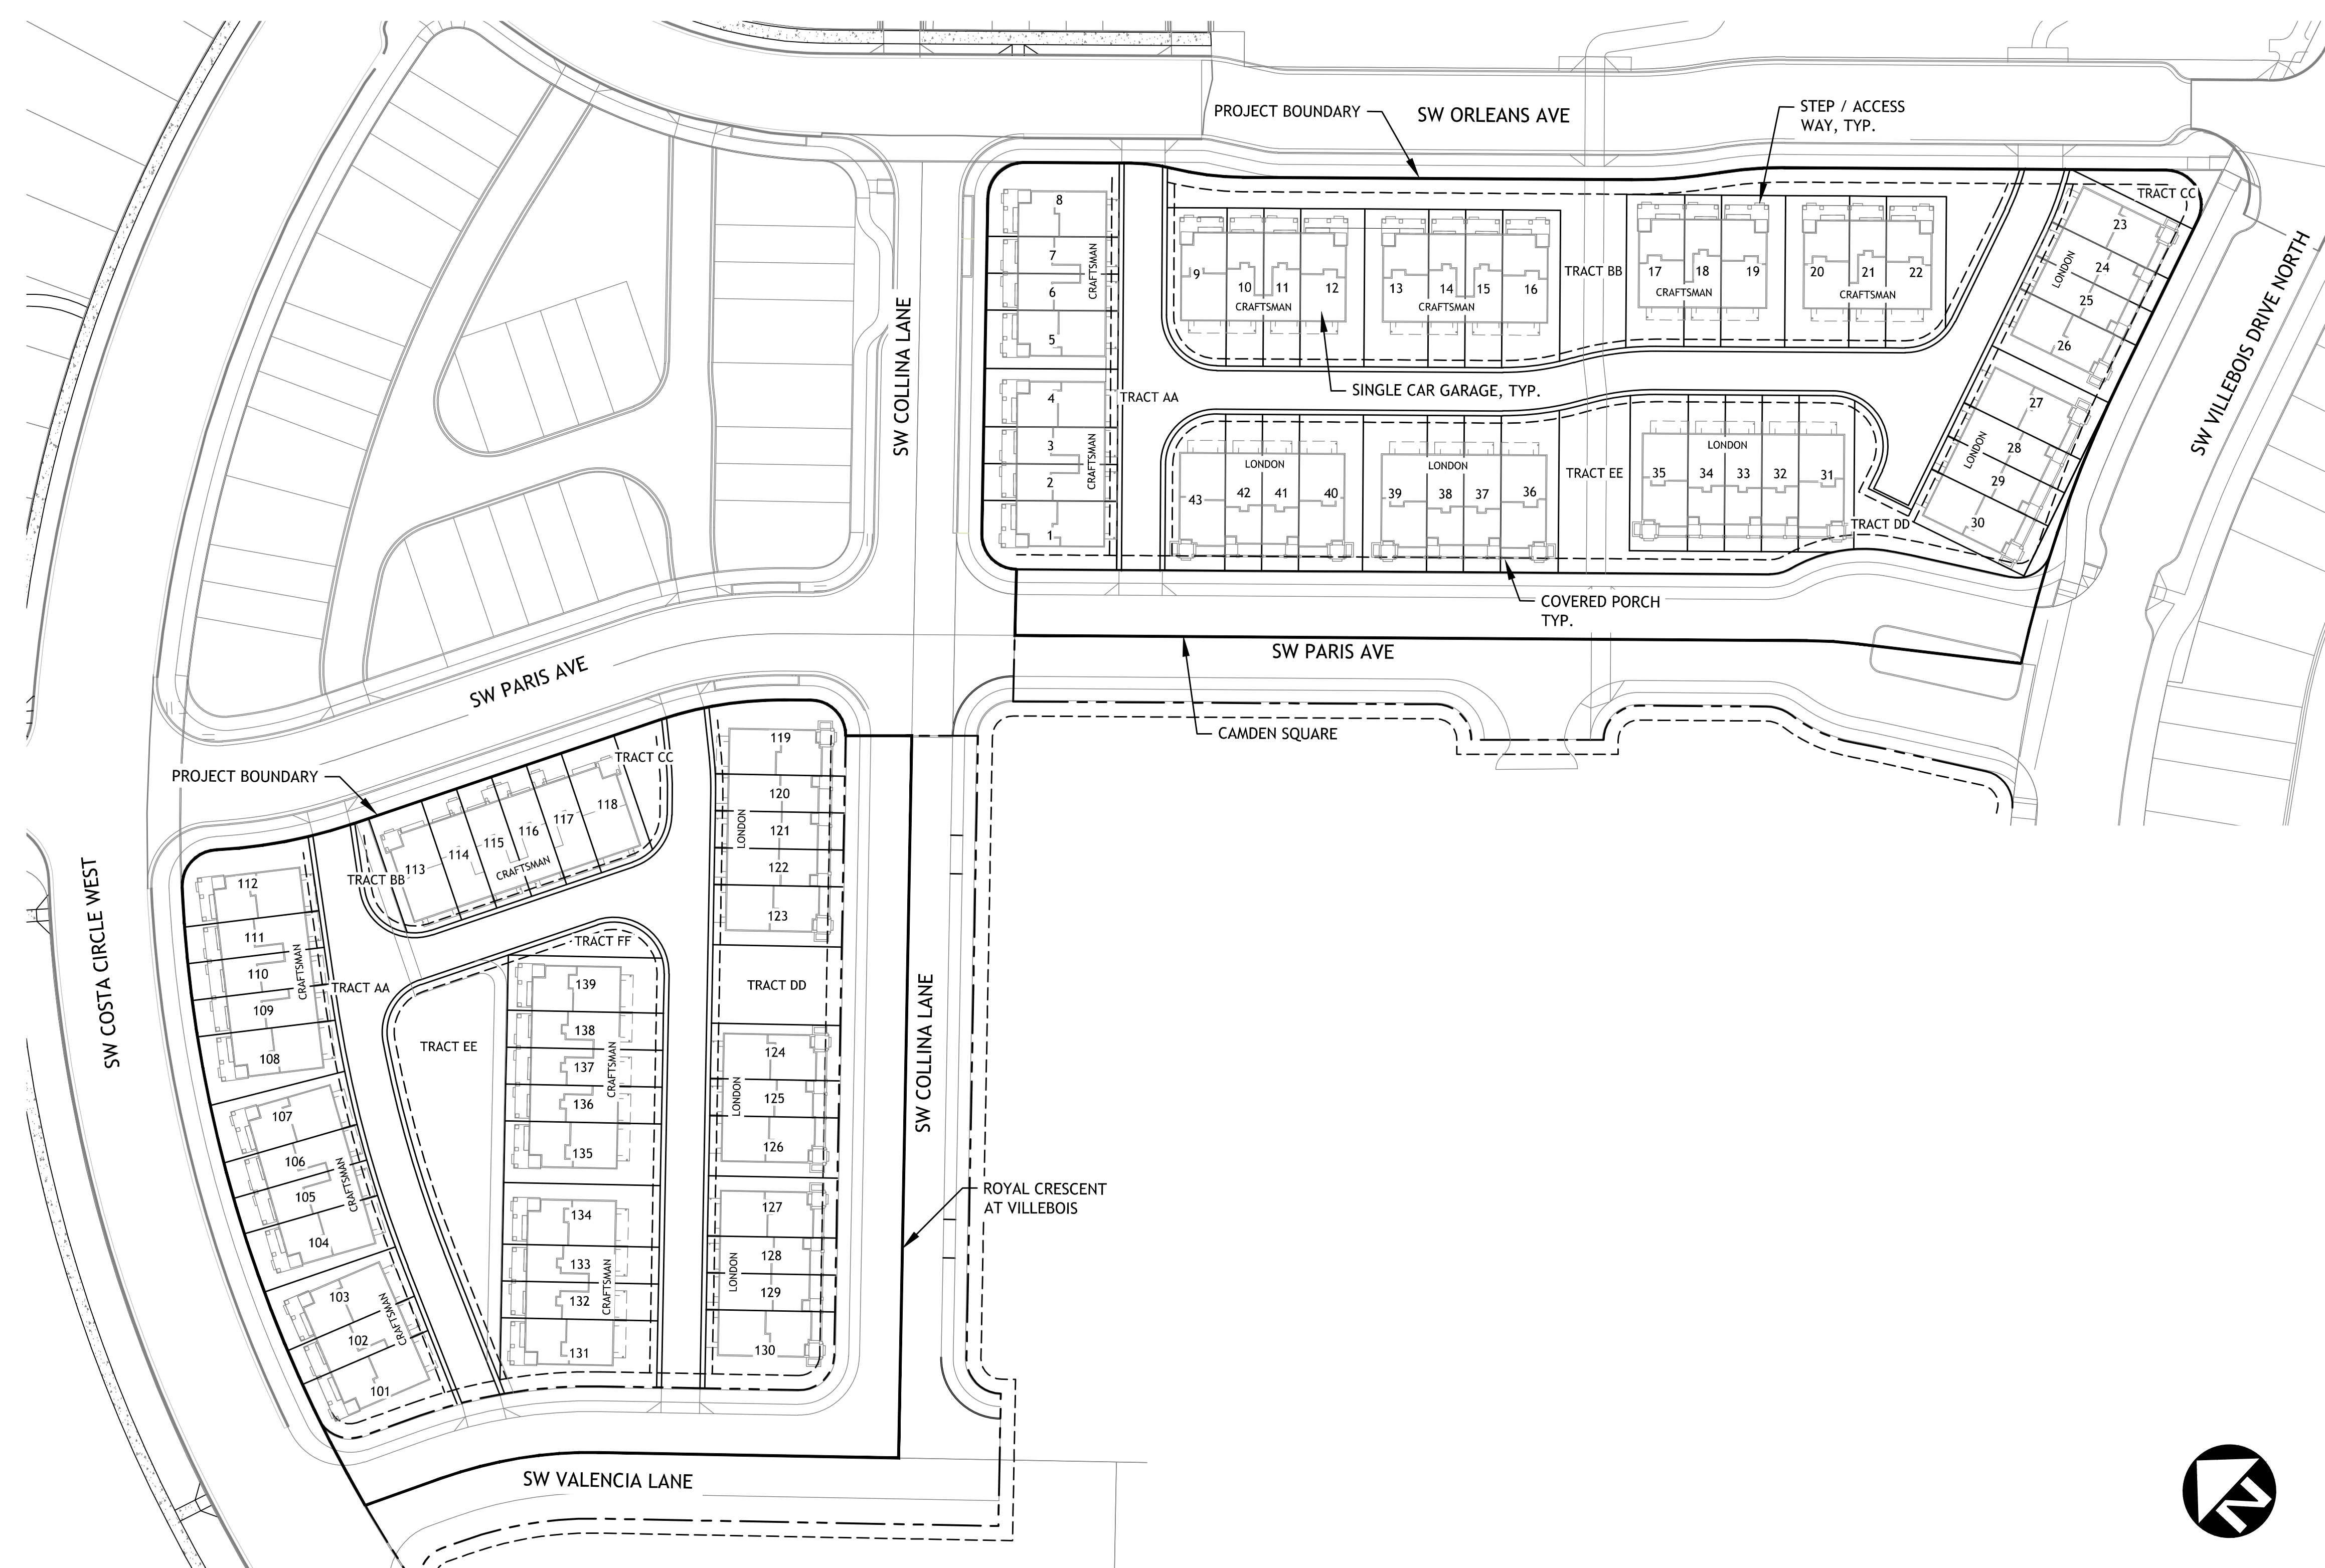 PROJECT BOUNDARY
SW ORLEANS AVE
STEP / ACCESS
WAY, TYP.
TRACT CC
SW VILLEBOIS DRIVE NORTH
SW COLLINA LANE
8
7
6
5
CRAFTSMAN
4
3
2
1
CRAFTSMAN
TRACT AA
9
10
11
12
CRAFTSMAN
13
14
15
16
CRAFTSMAN
TRACT BB
17
18
19
CRAFTSMAN
20
21
22
CRAFTSMAN
23
24
25
26
LONDON
27
28
29
30
LONDON
SINGLE CAR GARAGE, TYP.
LONDON
43
42
41
40
LONDON
39
38
37
36
TRACT EE
LONDON
35
34
33
32
31
TRACT DD
COVERED PORCH
TYP.
SW PARIS AVE
CAMDEN SQUARE
SW PARIS AVE
PROJECT BOUNDARY
SW COSTA CIRCLE WEST
TRACT CC
TRACT BB
113
114
115
116
117
118
CRAFTSMAN
119
120
121
122
123
LONDON
112
111
110
109
108
CRAFTSMAN
TRACT AA
TRACT FF
TRACT EE
139
138
137
136
135
CRAFTSMAN
TRACT DD
SW COLLINA LANE
124
125
126
LONDON
107
106
105
104
CRAFTSMAN
134
133
132
131
CRAFTSMAN
127
128
129
130
LONDON
103
102
101
CRAFTSMAN
ROYAL CRESCENT
AT VILLEBOIS
SW VALENCIA LANE
N